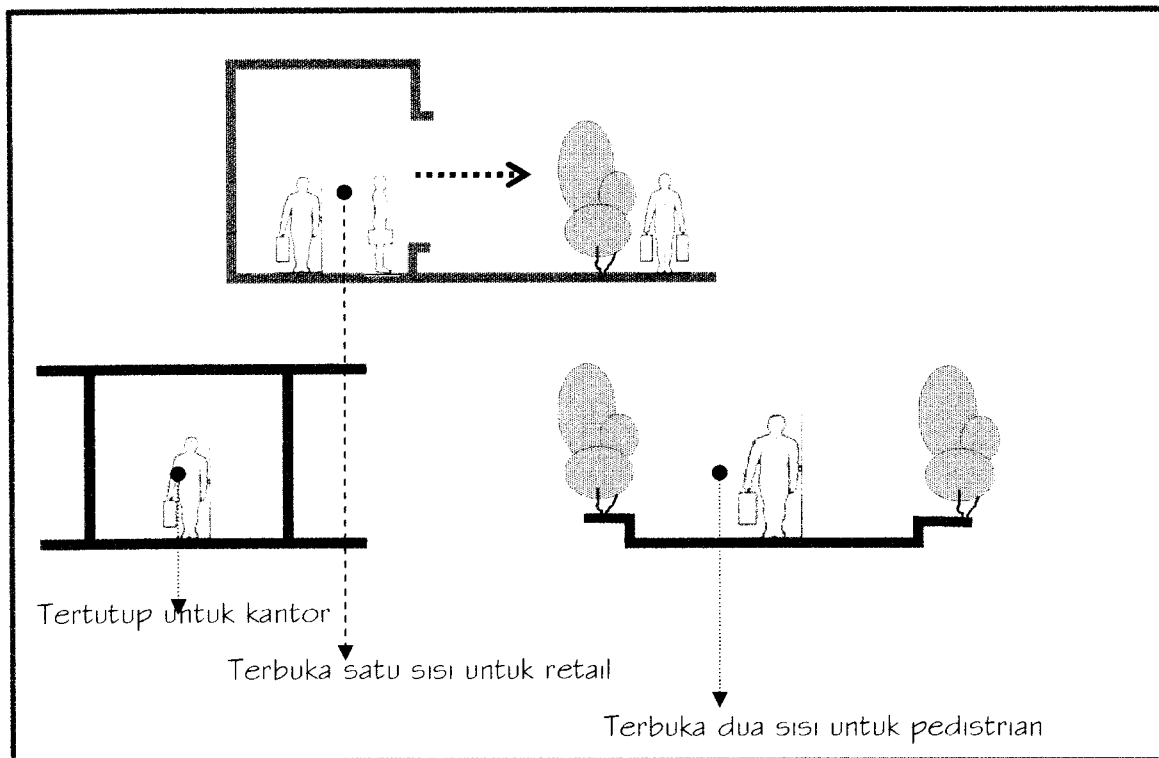 Tertutup untuk kantor
Terbuka satu sisi untuk retail
Terbuka dua sisi untuk pedistrian